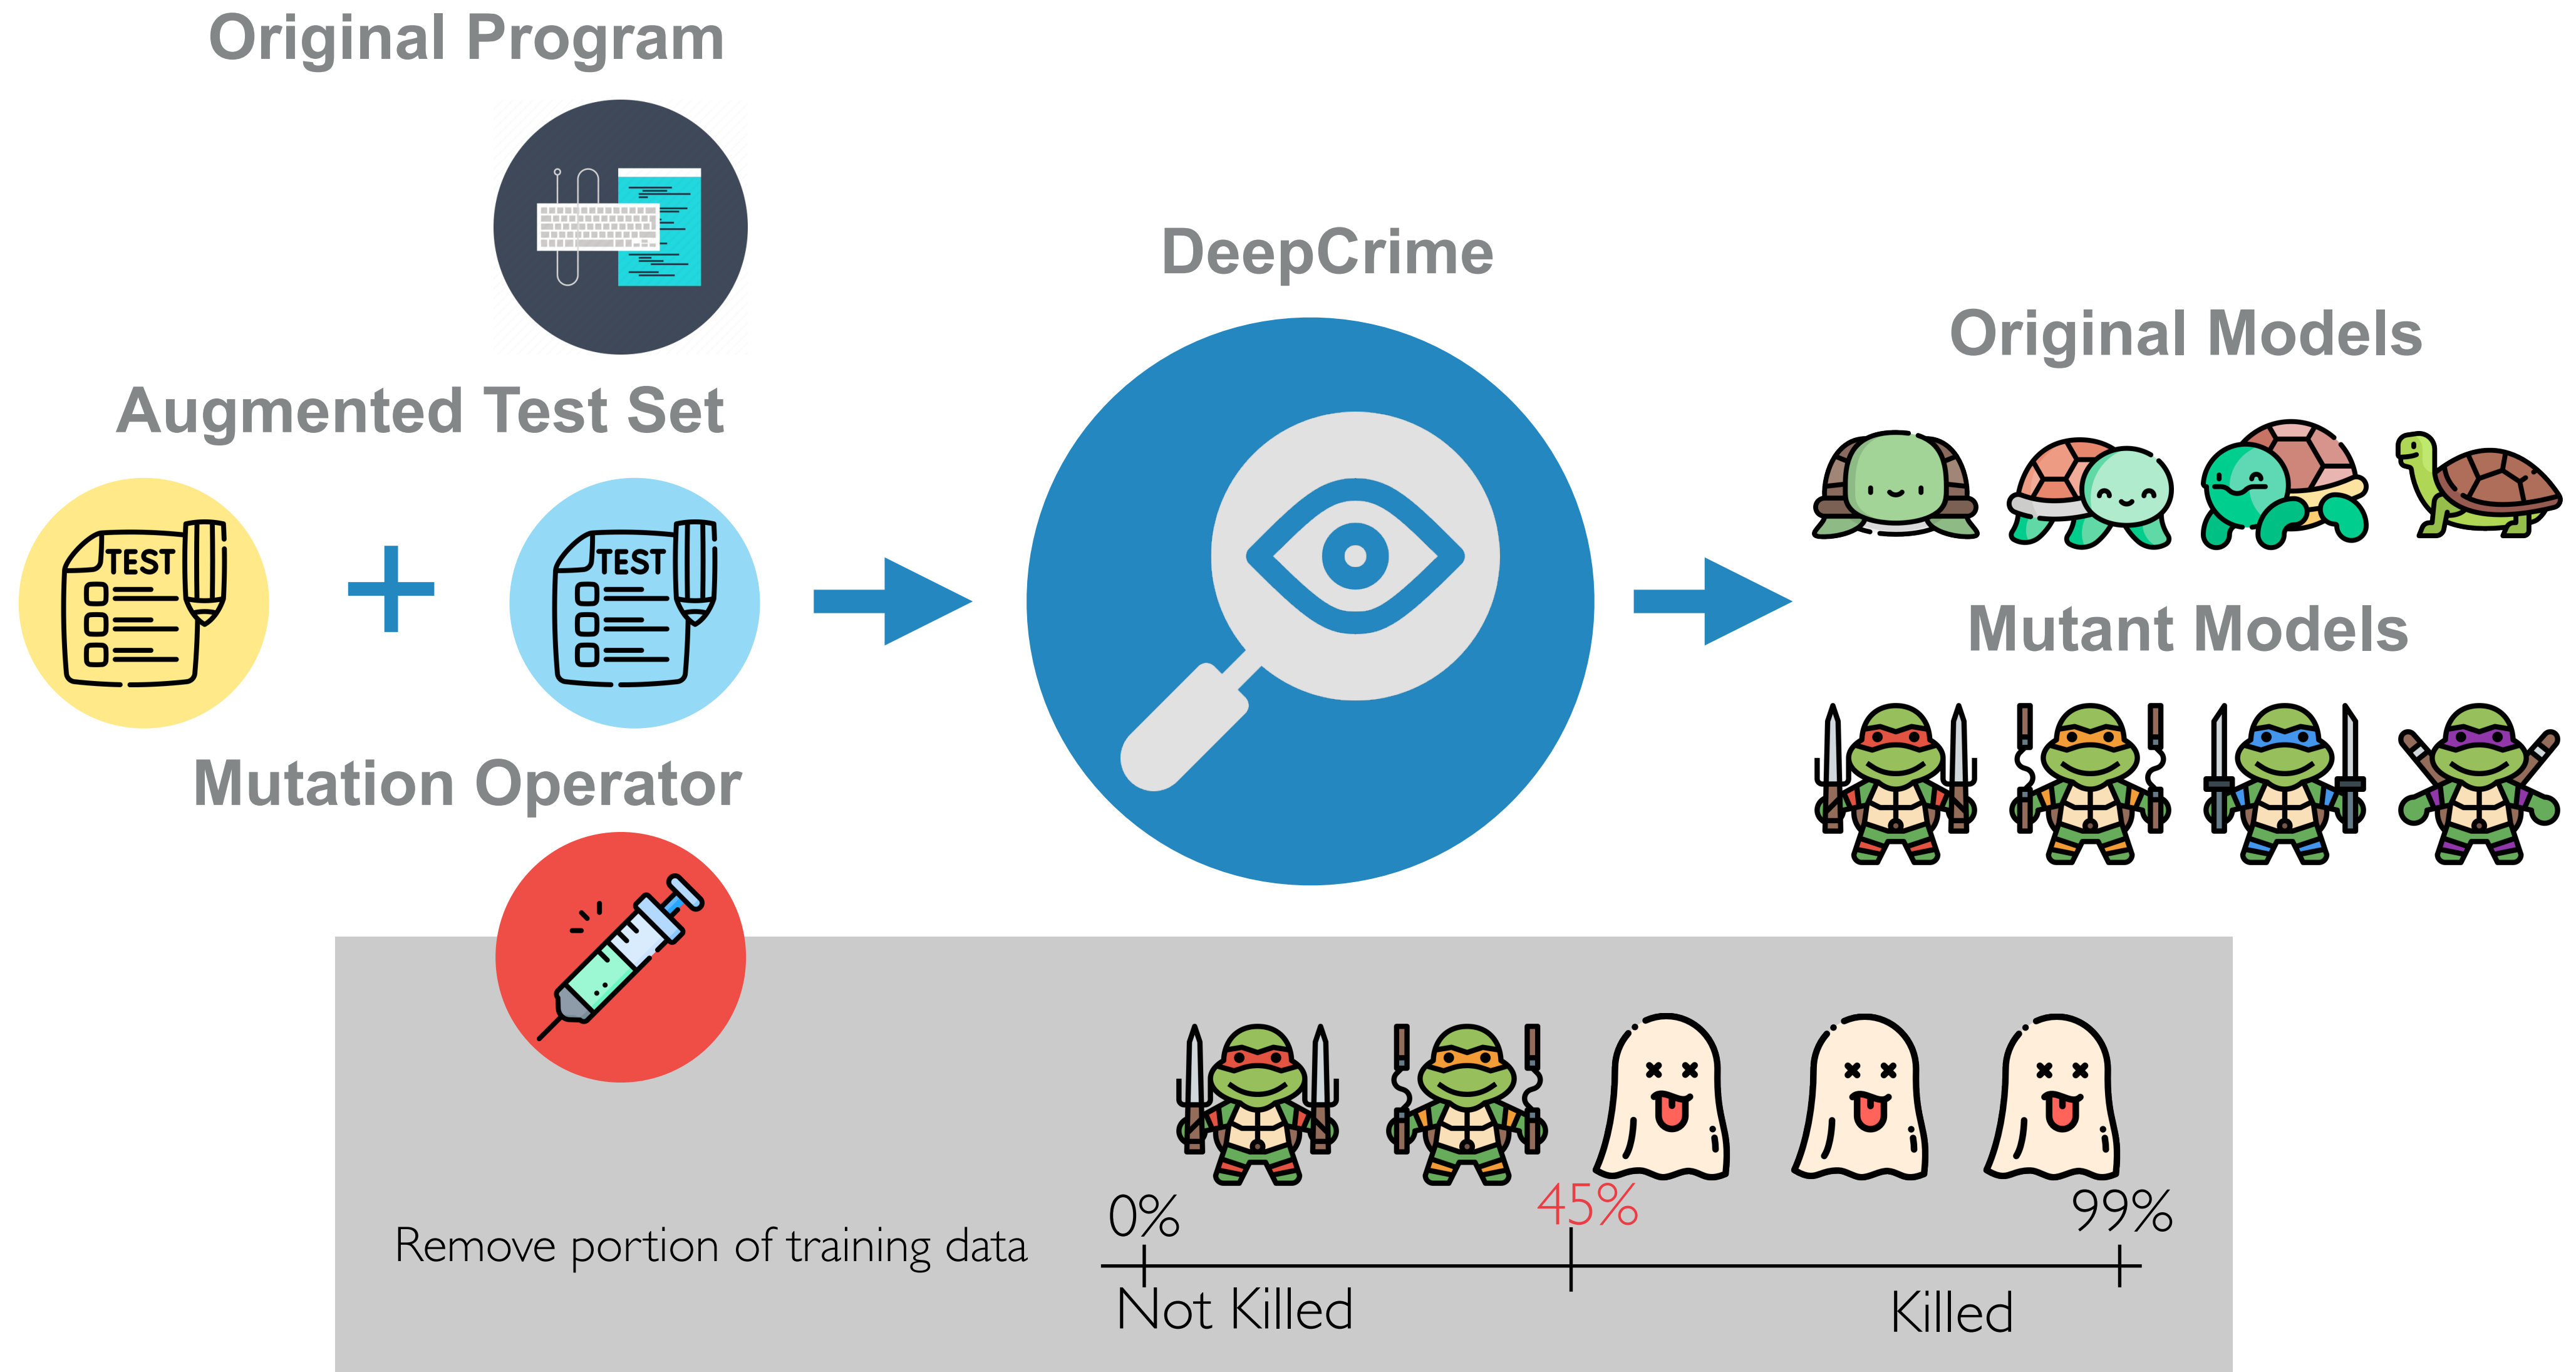 Original Program
Augmented Test Set
TEST
TEST
Mutation Operator
DeepCrime
Original Models
Mutant Models
Remove portion of training data
0%
45%
99%
Not Killed
Killed